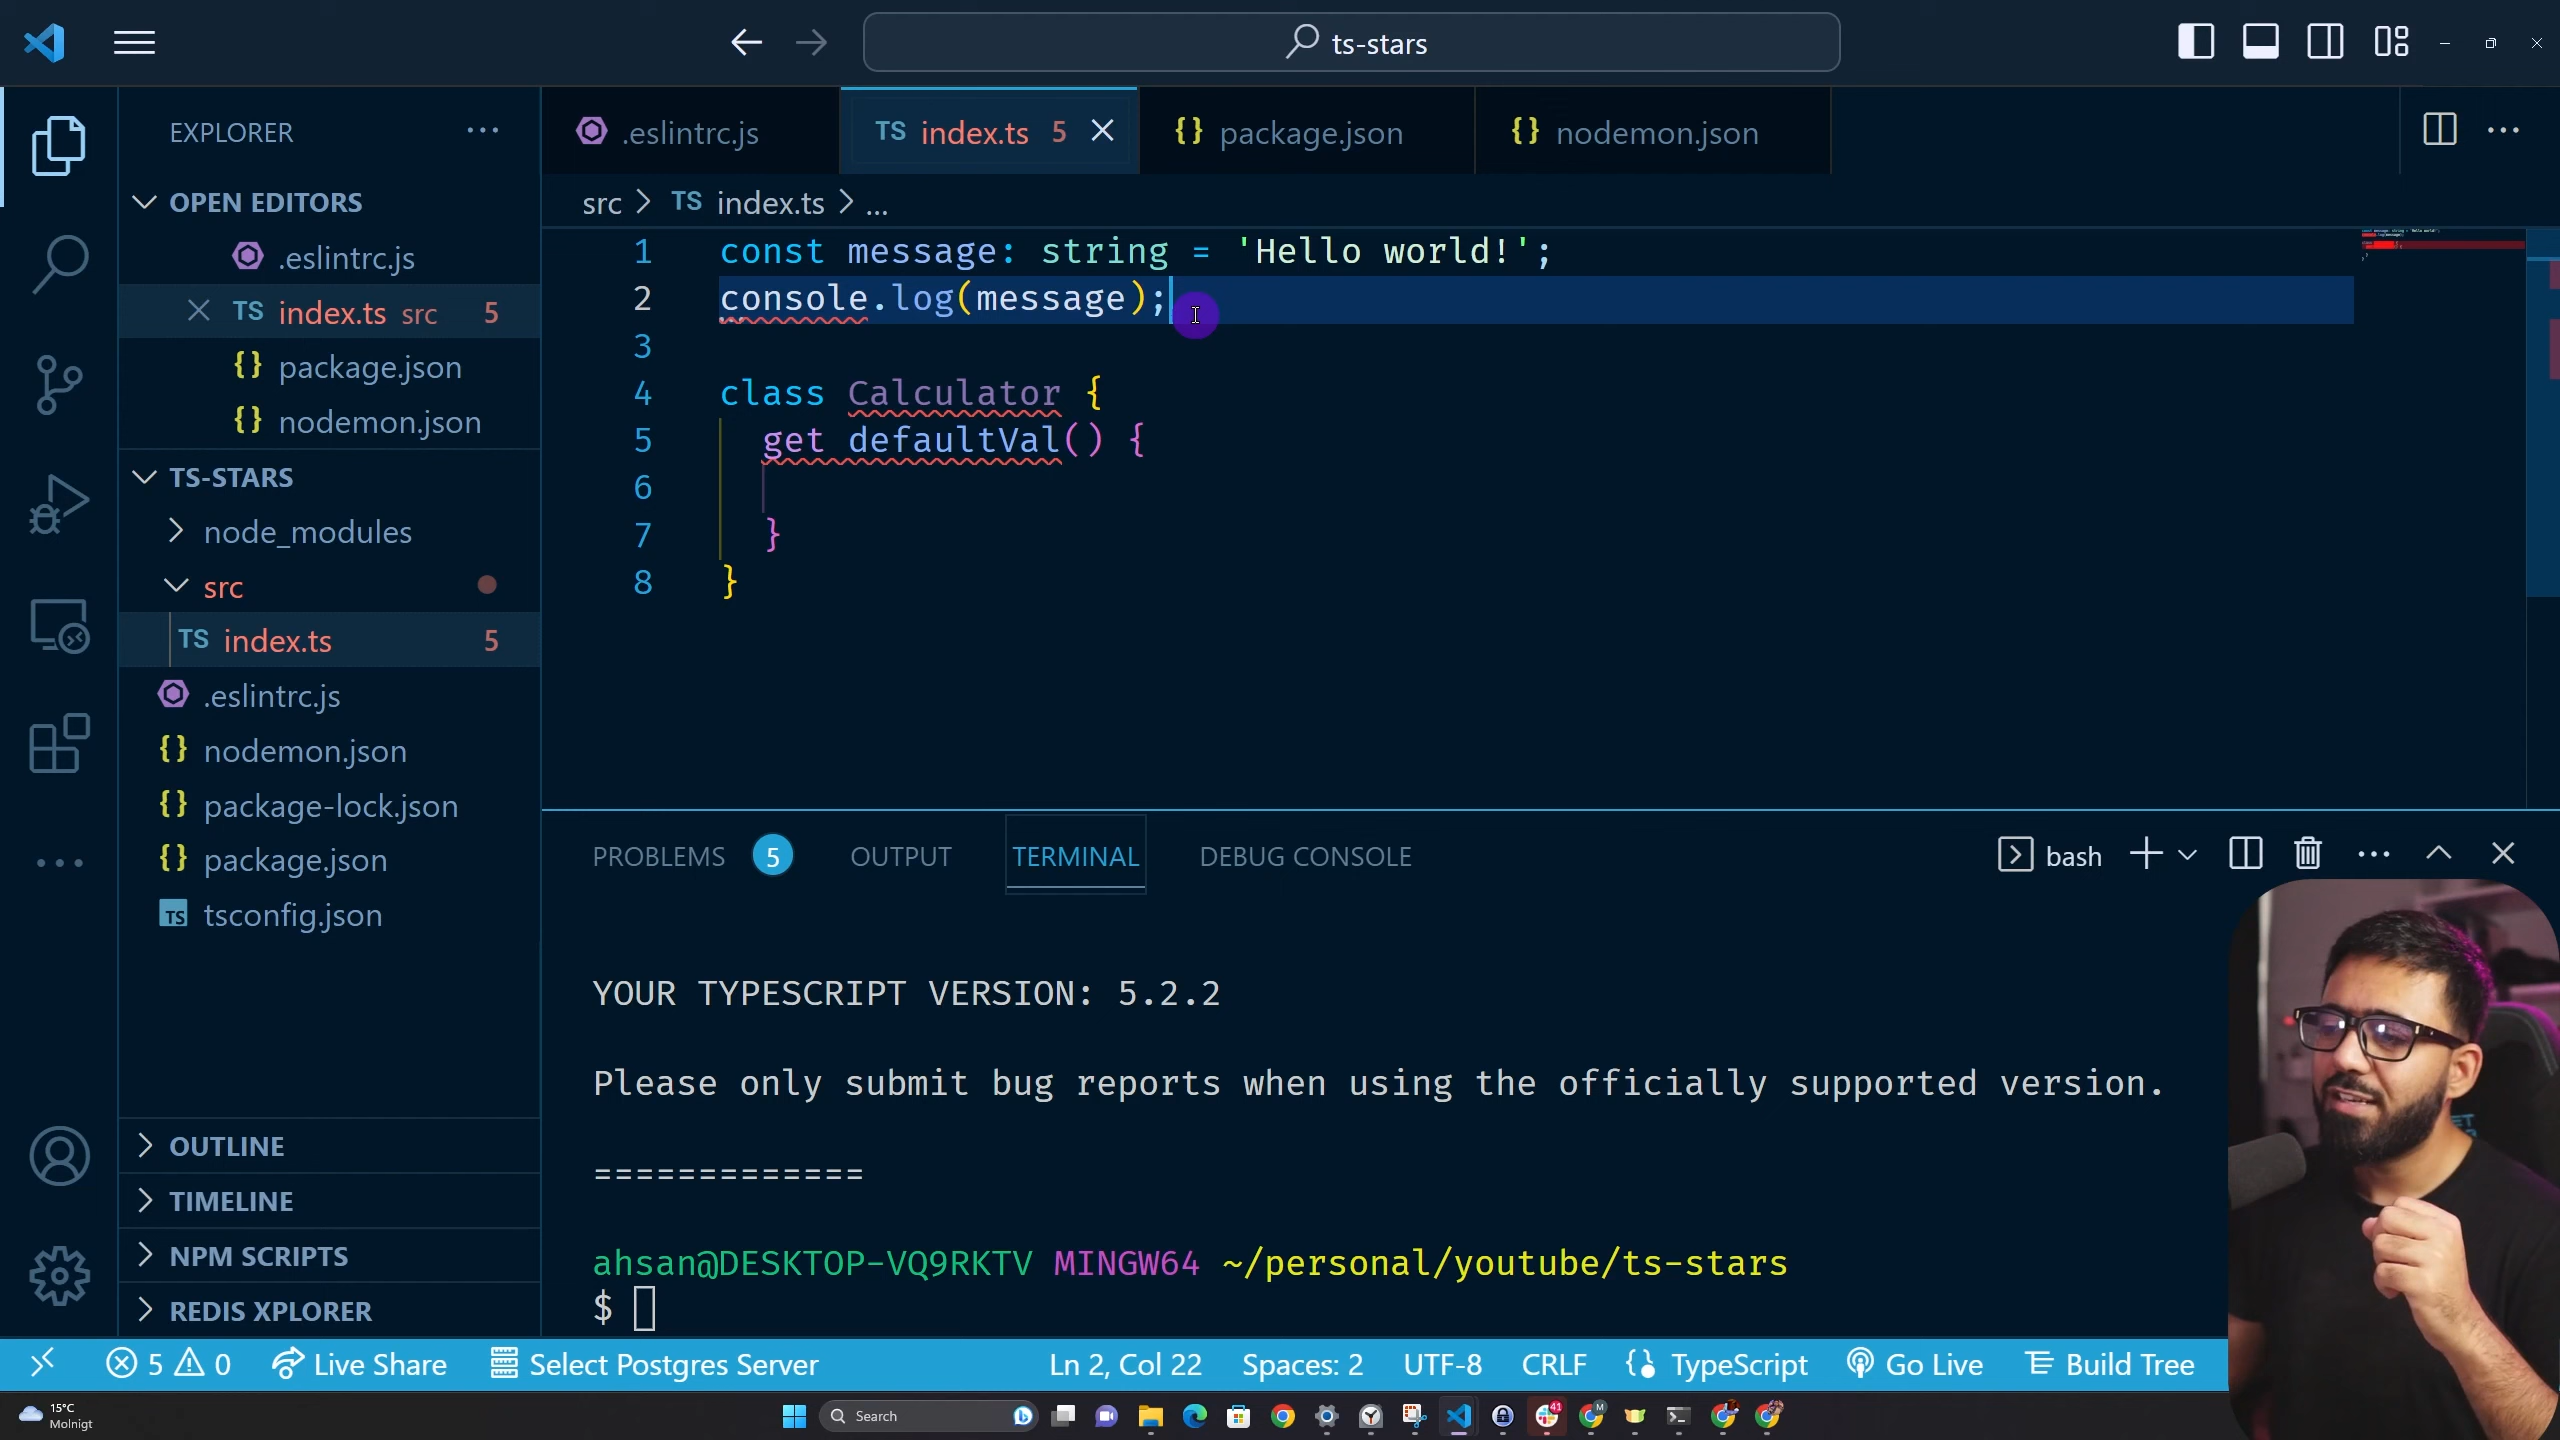 ts-stars
EXPLORER
OPEN EDITORS
.eslintrc.js
TS index.ts src 5
{} package.json
{} nodemon.json
TS-STARS
node_modules
src
TS index.ts 5
.eslintrc.js
{} nodemon.json
{} package-lock.json
{} package.json
TS tsconfig.json
OUTLINE
TIMELINE
NPM SCRIPTS
REDIS XPLORER
.eslintrc.js TS index.ts 5 {} package.json {} nodemon.json
src > TS index.ts > ...
1 const message: string = 'Hello world!';
2 console.log(message);
3
4 class Calculator {
5 get defaultVal() {
6
7 }
8 }
PROBLEMS 5 OUTPUT TERMINAL DEBUG CONSOLE bash
YOUR TYPESCRIPT VERSION: 5.2.2
Please only submit bug reports when using the officially supported version.
=============
ahsan@DESKTOP-VQ9RKTV MINGW64 ~/personal/youtube/ts-stars
$
5 0 Live Share Select Postgres Server Ln 2, Col 22 Spaces: 2 UTF-8 CRLF TypeScript Go Live Build Tree
15°C
Molnigt
Search
41
M